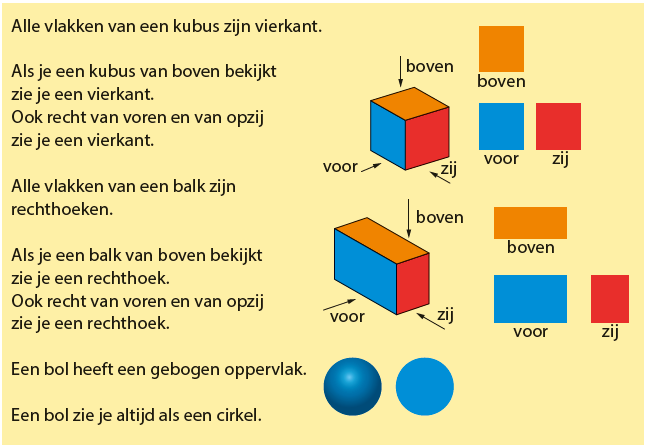 Alle vlakken van een kubus zijn vierkant.
Als je een kubus van boven bekijkt
zie je een vierkant.
Ook recht van voren en van opzij
zie je een vierkant.
boven
voor
zij
boven
voor
zij
Alle vlakken van een balk zijn
rechthoeken.
Als je een balk van boven bekijkt
zie je een rechthoek.
Ook recht van voren en van opzij
zie je een rechthoek.
boven
voor
zij
boven
voor
zij
Een bol heeft een gebogen oppervlak.
Een bol zie je altijd als een cirkel.